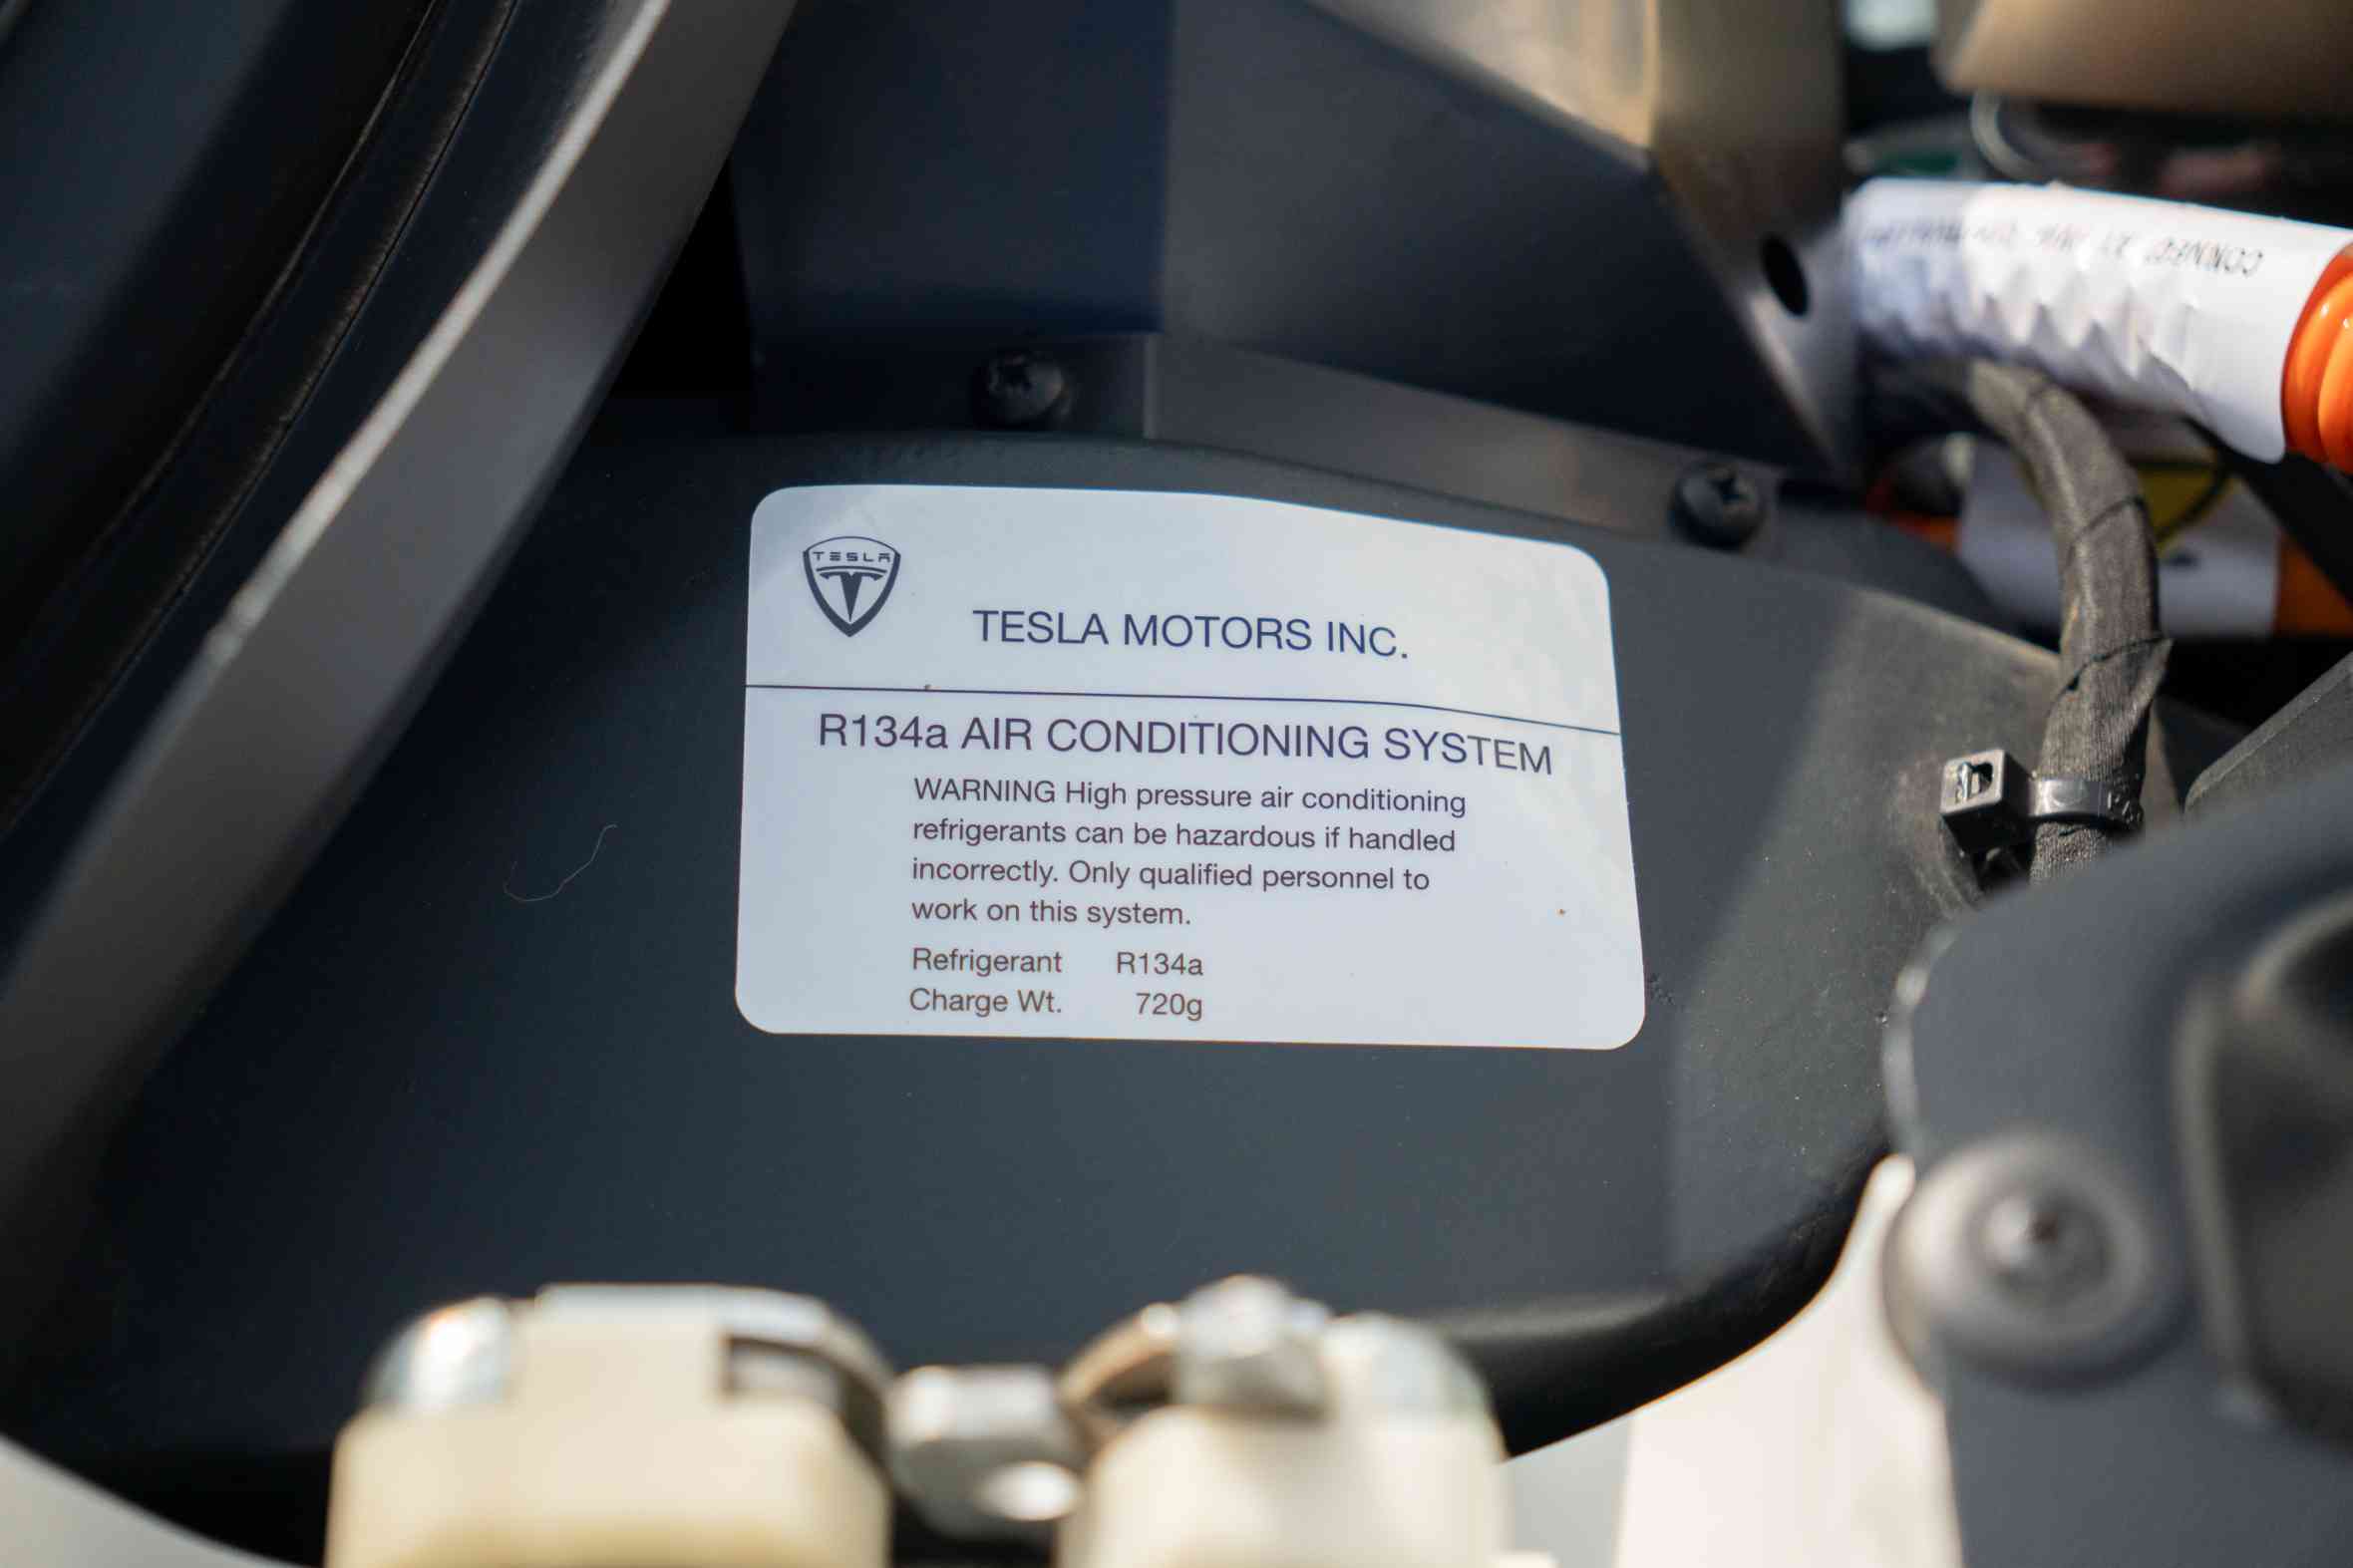 TESLA
TESLA MOTORS INC.
R134a AIR CONDITIONING SYSTEM
WARNING High pressure air conditioning
refrigerants can be hazardous if handled
incorrectly. Only qualified personnel to
work on this system.
Refrigerant R134a
Charge Wt. 720g